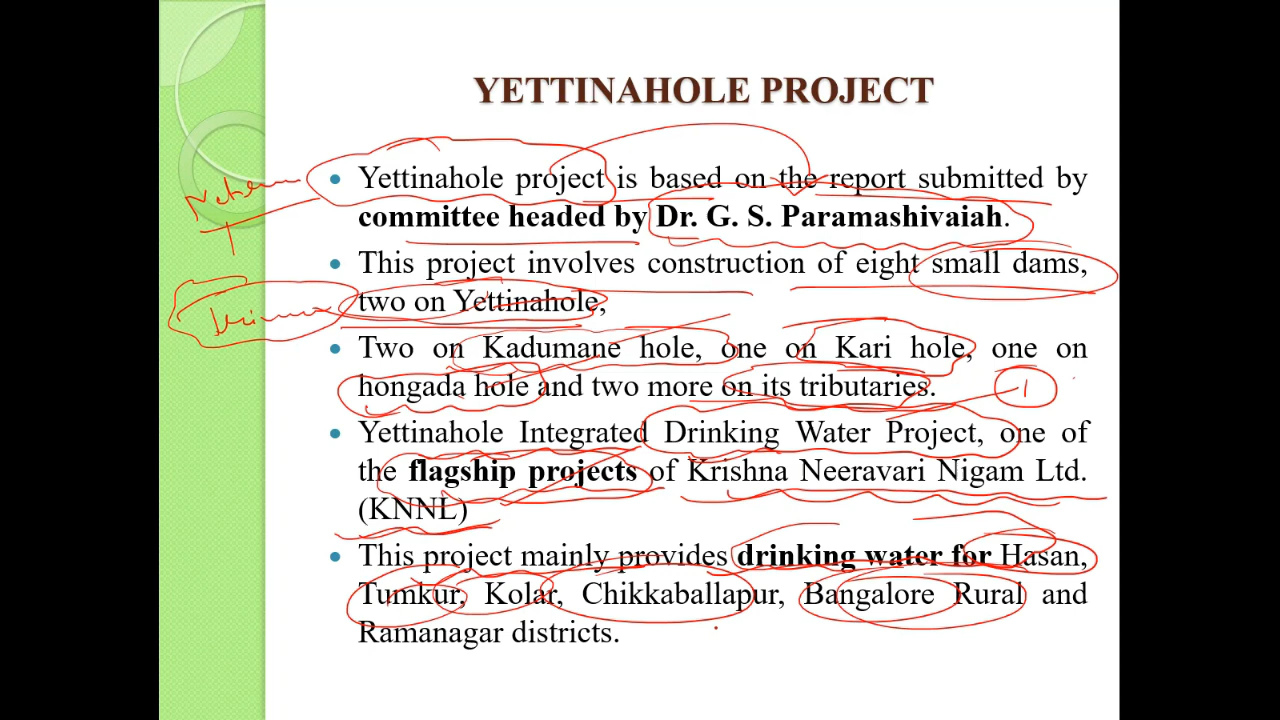 YETTINAHOLE PROJECT
• Yettinahole project is based on the report submitted by
committee headed by Dr. G. S. Paramashivaiah.
• This project involves construction of eight small dams,
two on Yettinahole,
• Two on Kadumane hole, one on Kari hole, one on
hongada hole and two more on its tributaries.
1
• Yettinahole Integrated Drinking Water Project, one of
the flagship projects of Krishna Neeravari Nigam Ltd.
(KNNL)
• This project mainly provides drinking water for Hasan,
Tumkur, Kolar, Chikkaballapur, Bangalore Rural and
Ramanagar districts.